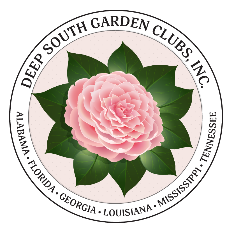 DEEP SOUTH GARDEN CLUBS, INC.
ALABAMA • FLORIDA • GEORGIA • LOUISIANA • MISSISSIPPI • TENNESSEE